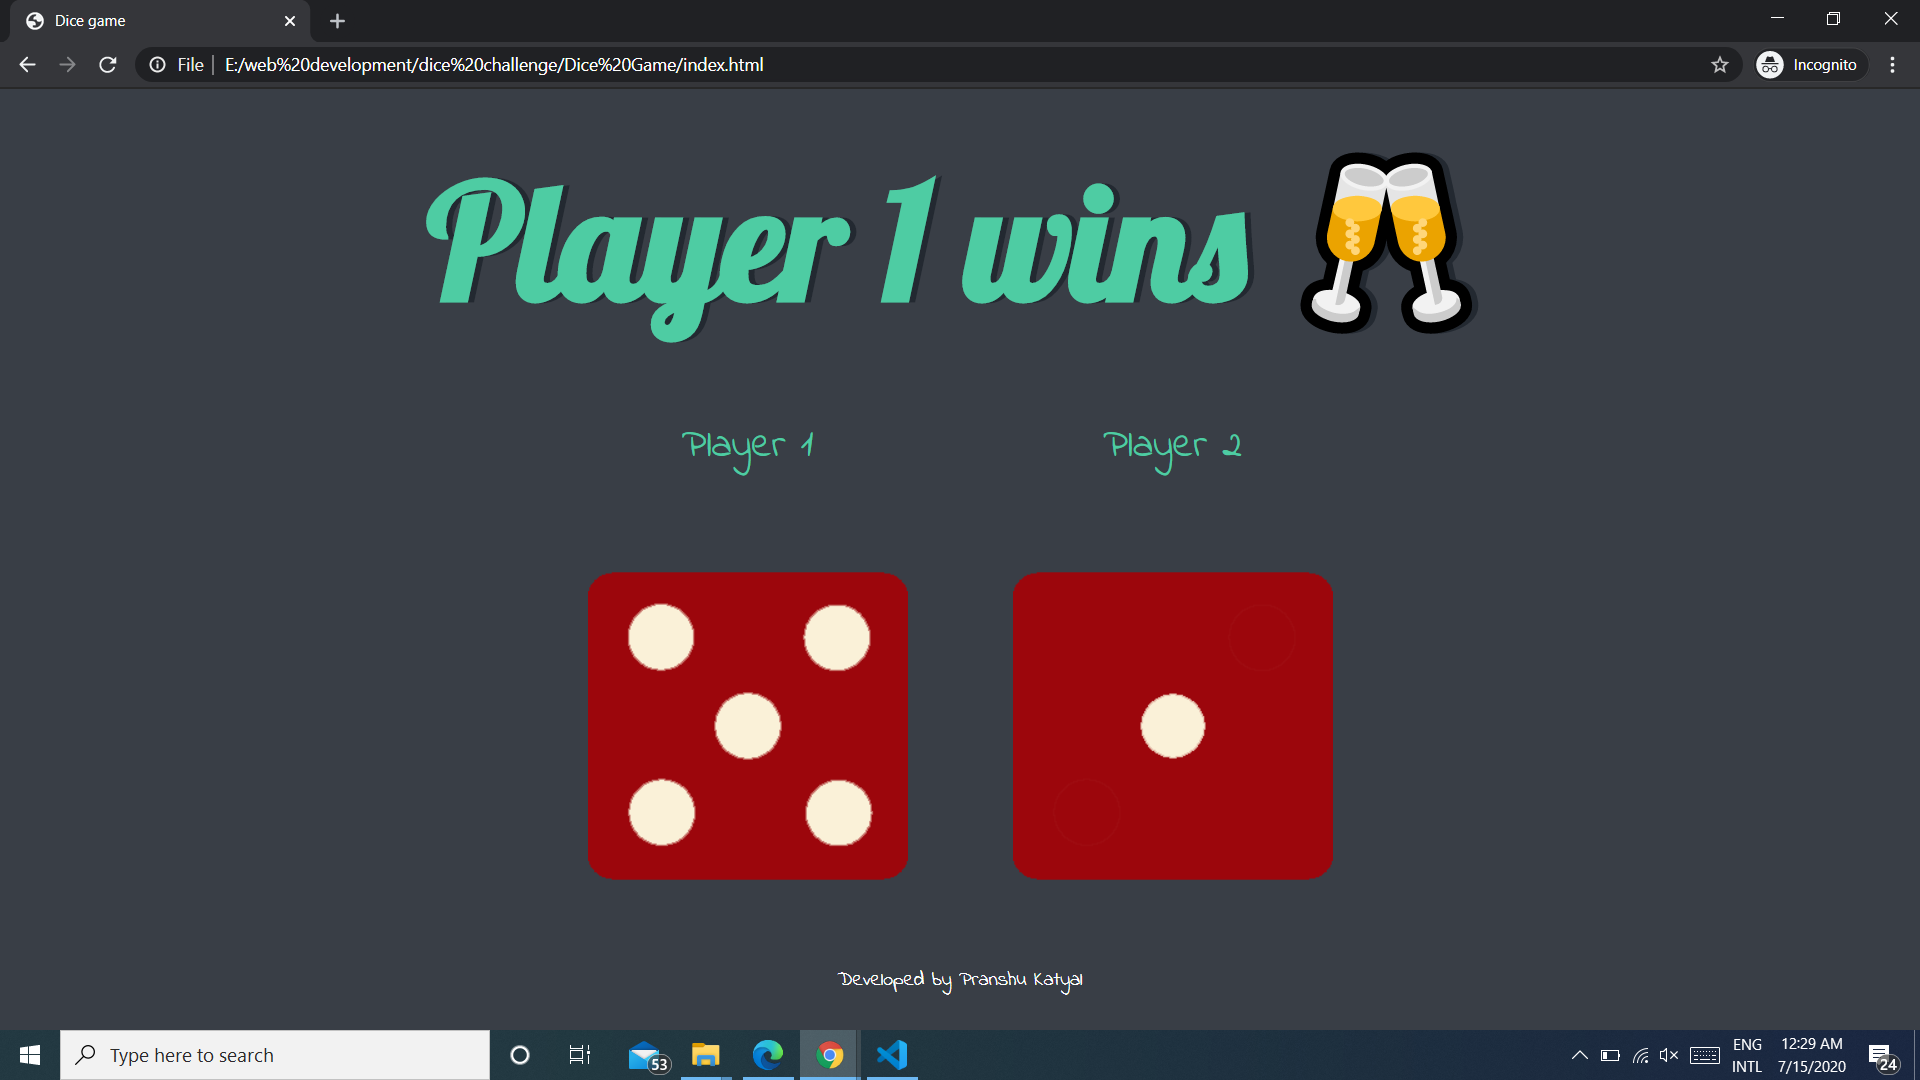 Dice game
File
E:/web%20development/dice%20challenge/Dice%20Game/index.html
Incognito
Player 1 wins
Player 1
Player 2
Developed by Pranshu Katyal
Type here to search
53
ENG
INTL
12:29 AM
7/15/2020
24